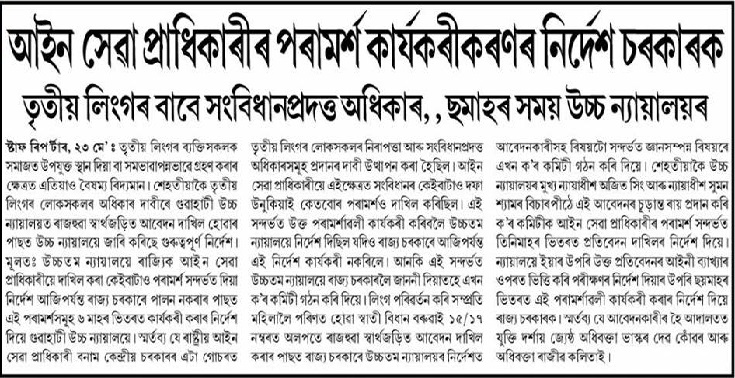 আইন সেৱা প্ৰাধিকাৰীৰ পৰামৰ্শ কাৰ্যকৰীকৰণৰ নিৰ্দেশ চৰকাৰক
তৃতীয় লিংগৰ বাবে সংবিধানপ্ৰদত্ত অধিকাৰ,, ছমাহৰ সময় উচ্চ ন্যায়ালয়ৰ
ষ্টাফ ৰিপৰ্টাৰ, ২৩ মে' ঃ তৃতীয় লিংগৰ ব্যক্তিসকলক
সমাজত উপযুক্ত স্থান দিয়া বা সমভাৱাপন্নভাৱে গ্ৰহণ কৰাৰ
ক্ষেত্ৰত এতিয়াও বৈষম্য বিদ্যমান। শেহতীয়াকৈ তৃতীয়
লিংগৰ লোকসকলৰ অধিকাৰ দাবীৰে গুৱাহাটী উচ্চ
ন্যায়ালয়ত ৰাজহুৱা স্বাৰ্থজড়িত আবেদন দাখিল হোৱাৰ
পাছত উচ্চ ন্যায়ালয়ে জাৰি কৰিছে গুৰুত্বপূৰ্ণ নিৰ্দেশ।
মূলতঃ উচ্চতম ন্যায়ালয়ে ৰাজ্যিক আইন সেৱা
প্ৰাধিকাৰীয়ে দাখিল কৰা কেইবাটাও পৰামৰ্শ সন্দৰ্ভত দিয়া
নিৰ্দেশ আজিপৰ্যন্ত ৰাজ্য চৰকাৰে পালন নকৰাৰ পাছত
এই পৰামৰ্শসমূহ ৬ মাহৰ ভিতৰত কাৰ্যকৰী কৰাৰ নিৰ্দেশ
দিয়ে গুৱাহাটী উচ্চ ন্যায়ালয়ে। স্মৰ্তব্য যে ৰাষ্ট্ৰীয় আইন
সেৱা প্ৰাধিকাৰী বনাম কেন্দ্ৰীয় চৰকাৰৰ এটা গোচৰত
তৃতীয় লিংগৰ লোকসকলৰ নিৰাপত্তা আৰু সংবিধানপ্ৰদত্ত
অধিকাৰসমূহ প্ৰদানৰ দাবী উত্থাপন কৰা হৈছিল। আইন
সেৱা প্ৰাধিকাৰীয়ে এইক্ষেত্ৰত সংবিধানৰ কেইবাটাও দফা
উনুকিয়াই কেতবোৰ পৰামৰ্শও দাখিল কৰিছিল। এই
সন্দৰ্ভত উক্ত পৰামৰ্শাৱলী কাৰ্যকৰী কৰিবলৈ উচ্চতম
ন্যায়ালয়ে নিৰ্দেশ দিছিল যদিও ৰাজ্য চৰকাৰে আজিপৰ্যন্ত
এই নিৰ্দেশ কাৰ্যকৰী নকৰিলে। আনকি এই সন্দৰ্ভত
উচ্চতম ন্যায়ালয়ে ৰাজ্য চৰকাৰলৈ জাননী দিয়াতহে এখন
ক'ৰ কমিটী গঠন কৰি দিয়ে। লিংগ পৰিৱৰ্তন কৰি সম্প্ৰতি
মহিলালৈ পৰিণত হোৱা স্বাতী বিধান বৰুৱাই ১৫/১৭
নম্বৰত অলপতে ৰাজহুৱা স্বাৰ্থজড়িত আবেদন দাখিল
কৰাৰ পাছত ৰাজ্য চৰকাৰে উচ্চতম ন্যায়ালয়ৰ নিৰ্দেশত
আবেদনকাৰীসহ বিষয়টো সন্দৰ্ভত জ্ঞানসম্পন্ন বিষয়ৰে
এখন ক'ৰ কমিটী গঠন কৰি দিয়ে। শেহতীয়াকৈ উচ্চ
ন্যায়ালয়ৰ মুখ্য ন্যায়াধীশ অজিত সিং আৰু ন্যায়াধীশ সুমন
শ্যামৰ বিচাৰপীঠে এই আবেদনৰ চূড়ান্ত ৰায় প্ৰদান কৰি
ক'ৰ কমিটীক আইন সেৱা প্ৰাধিকাৰীৰ পৰামৰ্শ সন্দৰ্ভত
তিনিমাহৰ ভিতৰত প্ৰতিবেদন দাখিলৰ নিৰ্দেশ দিয়ে।
ন্যায়ালয়ে ইয়াৰ উপৰি উক্ত প্ৰতিবেদনৰ আইনী ব্যাখ্যাৰ
ওপৰত ভিত্তি কৰি পৰীক্ষণৰ নিৰ্দেশ দিয়াৰ উপৰি ছয়মাহৰ
ভিতৰত এই পৰামৰ্শাৱলী কাৰ্যকৰী কৰাৰ নিৰ্দেশ দিয়ে
ৰাজ্য চৰকাৰক। স্মৰ্তব্য যে আবেদনকাৰীৰ হৈ আদালতত
যুক্তি দৰ্শায় জ্যেষ্ঠ অধিবক্তা ভাস্কৰ দেৱ কোঁৱৰ আৰু
অধিবক্তা ৰাজীৱ কলিতাই।